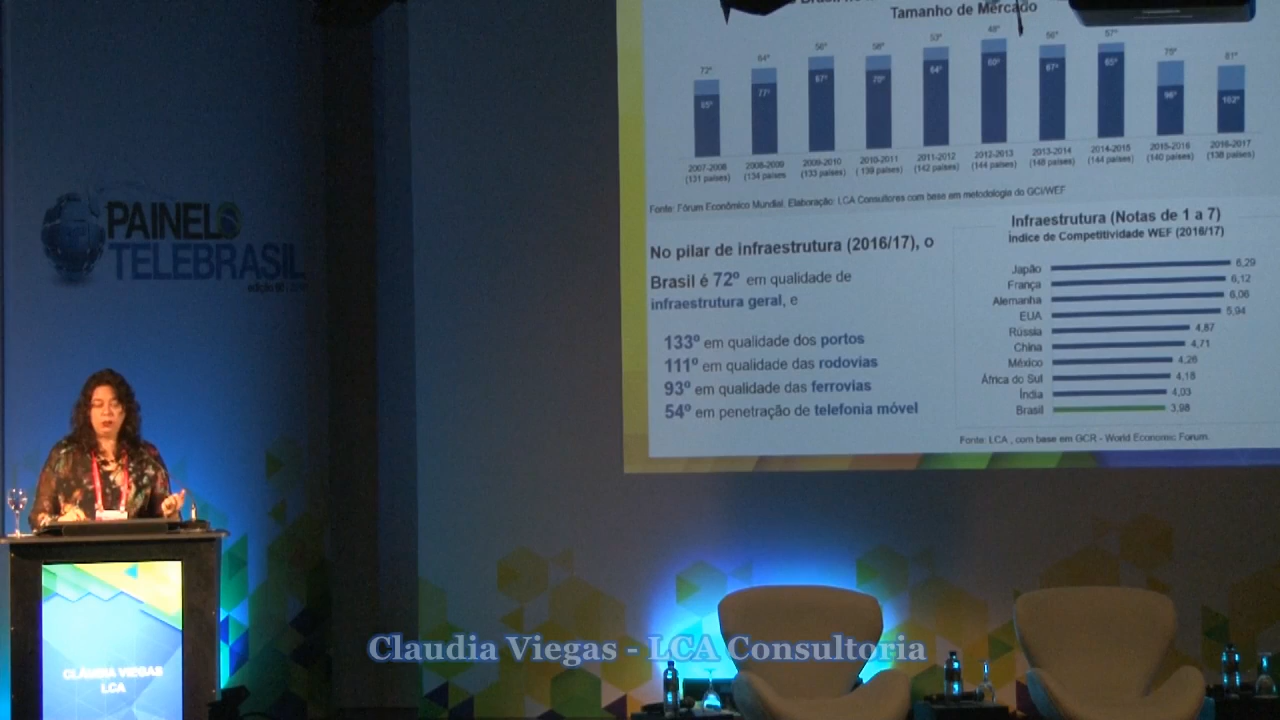 Tamanho de Mercado
72º 64º 56º 58º 53º 48º 56º 57º 75º 81º
85º 77º 67º 75º 64º 60º 67º 65º 96º 102º
2007-2008 2008-2009 2009-2010 2010-2011 2011-2012 2012-2013 2013-2014 2014-2015 2015-2016 2016-2017
(131 países) (134 países (133 países) ( 139 países) (142 países) (144 países) (148 países) (144 países) (140 países) (138 países)
Fonte: Fórum Econômico Mundial. Elaboração: LCA Consultores com base em metodologia do GCI/WEF
No pilar de infraestrutura (2016/17), o
Brasil é 72º em qualidade de
infraestrutura geral, e
133º em qualidade dos portos
111º em qualidade das rodovias
93º em qualidade das ferrovias
54º em penetração de telefonia móvel
Infraestrutura (Notas de 1 a 7)
Índice de Competitividade WEF (2016/17)
Japão 6,29
França 6,12
Alemanha 6,06
EUA 5,94
Rússia 4,87
China 4,71
México 4,26
África do Sul 4,18
Índia 4,03
Brasil 3,98
Fonte: LCA , com base em GCR - World Economic Forum.
PAINEL
TELEBRASIL
CLÁUDIA VIEGAS
LCA
Claudia Viegas - LCA Consultoria